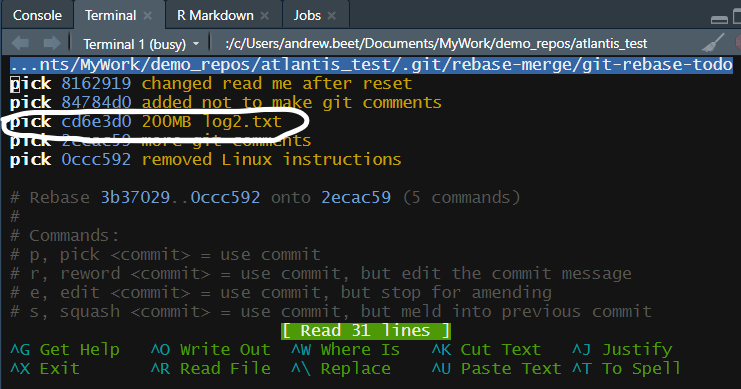 Console Terminal × R Markdown × Jobs ×
Terminal 1 (busy) :/c/Users/andrew.beet/Documents/MyWork/demo_repos/atlantis_test
...nts/MyWork/demo_repos/atlantis_test/.git/rebase-merge/git-rebase-todo
pick 8162919 changed read me after reset
pick 84784d0 added not to make git comments
pick cd6e3d0 200MB log2.txt
pick 2ecac59 more git comments
pick 0ccc592 removed Linux instructions
# Rebase 3b37029..0ccc592 onto 2ecac59 (5 commands)
#
# Commands:
# p, pick <commit> = use commit
# r, reword <commit> = use commit, but edit the commit message
# e, edit <commit> = use commit, but stop for amending
# s, squash <commit> = use commit, but meld into previous commit
[ Read 31 lines ]
^G Get Help ^O Write Out ^W Where Is ^K Cut Text ^J Justify
^X Exit ^R Read File ^\ Replace ^U Paste Text ^T To Spell